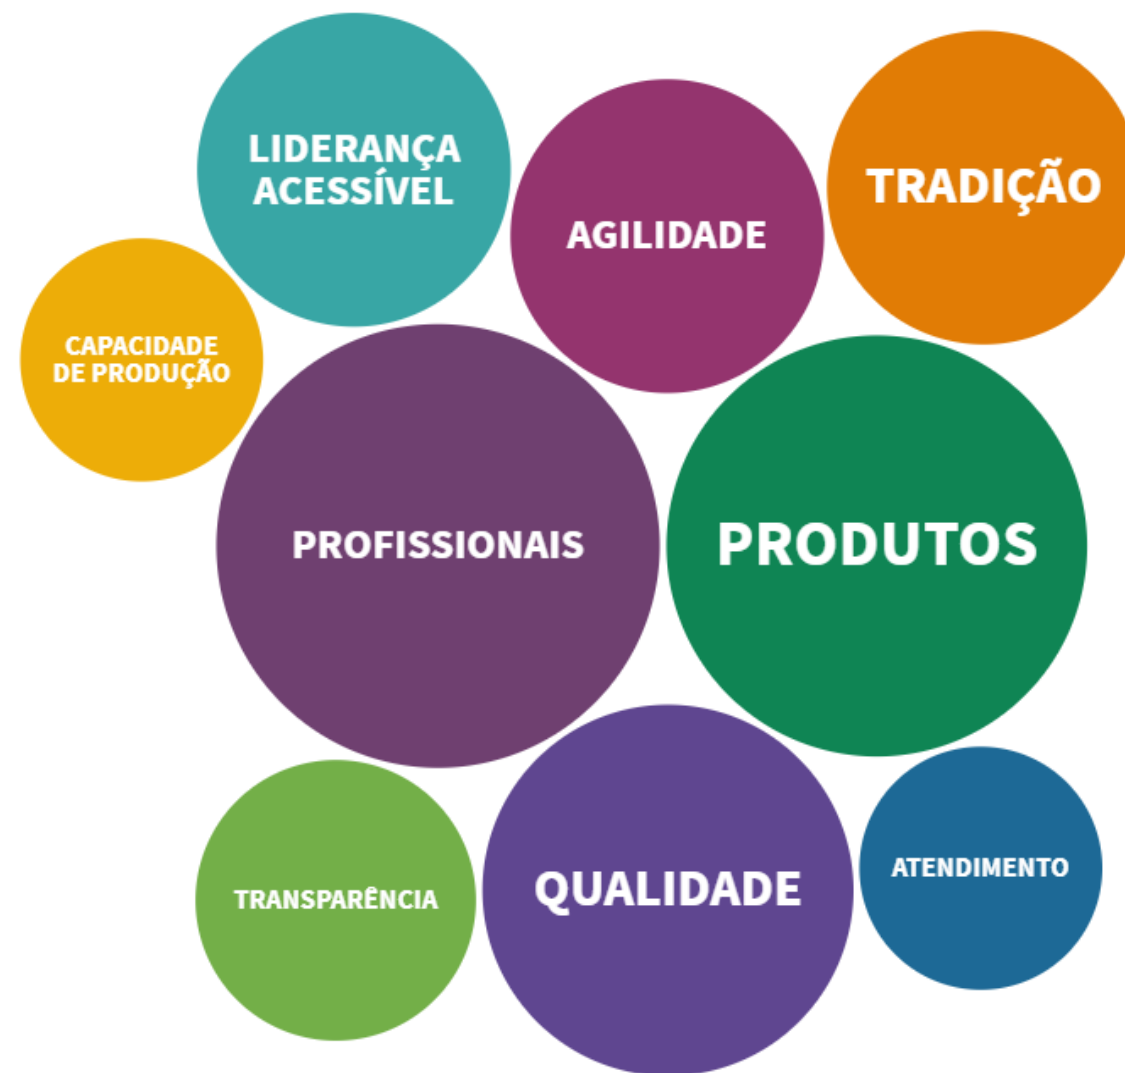 LIDERANÇA
ACESSÍVEL
AGILIDADE
TRADIÇÃO
CAPACIDADE
DE PRODUÇÃO
PROFISSIONAIS
PRODUTOS
TRANSPARÊNCIA
QUALIDADE
ATENDIMENTO